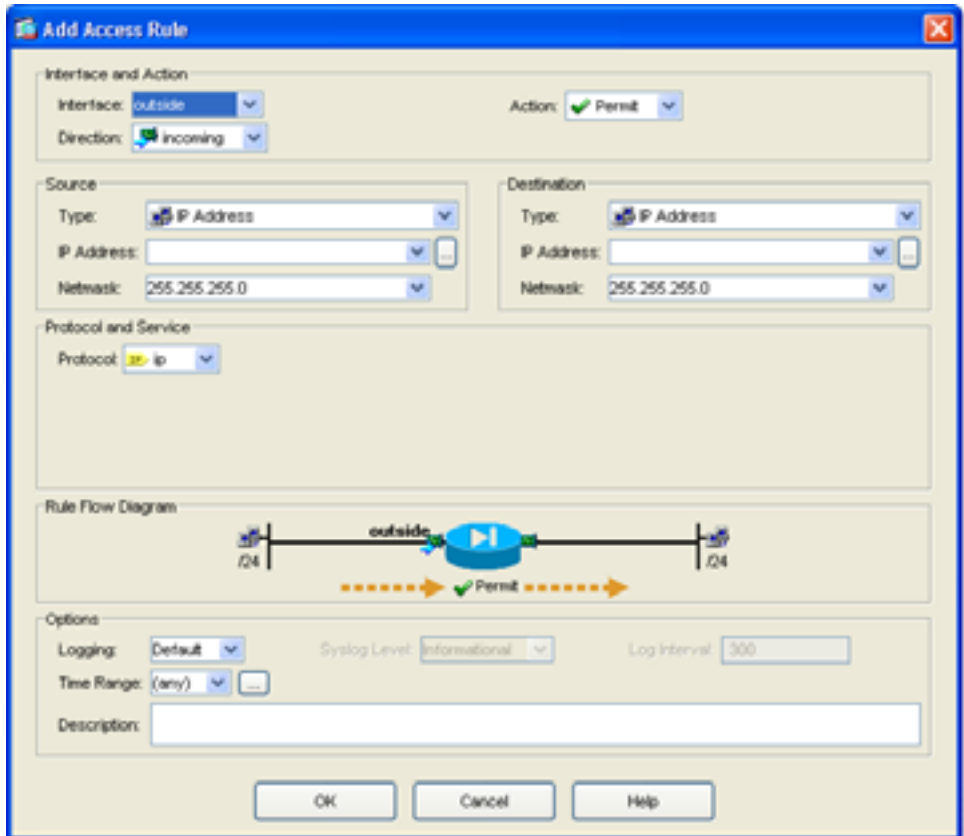 Add Access Rule
Interface and Action
Interface: outside
Action: Permit
Direction: incoming
Source
Type: IP Address
IP Address: ...
Netmask: 255.255.255.0
Destination
Type: IP Address
IP Address: ...
Netmask: 255.255.255.0
Protocol and Service
Protocol: IP ip
Rule Flow Diagram
outside
/24
/24
Permit
Options
Logging: Default
Syslog Level: Informational
Log Interval: 300
Time Range: (any) ...
Description:
OK
Cancel
Help